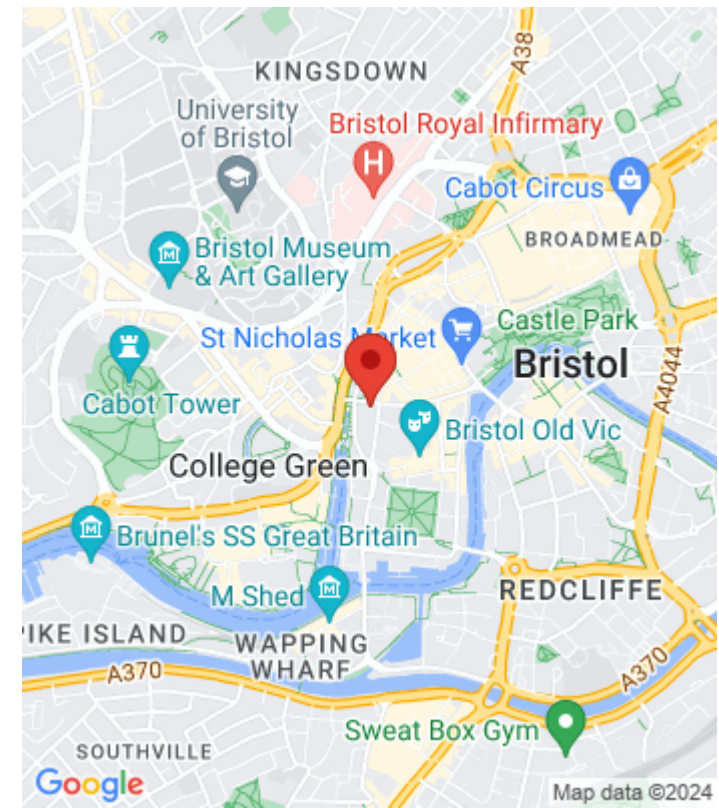 A38
KINGSDOWN
University
of Bristol
Bristol Royal Infirmary
H
Cabot Circus
BROADMEAD
Bristol Museum
& Art Gallery
M
Castle Park
St Nicholas Market
Bristol
A4044
Cabot Tower
Bristol Old Vic
College Green
Brunel's SS Great Britain
M
M Shed
M
REDCLIFFE
PIKE ISLAND
WAPPING
WHARF
A370
A370
Sweat Box Gym
SOUTHVILLE
Google
Map data ©2024